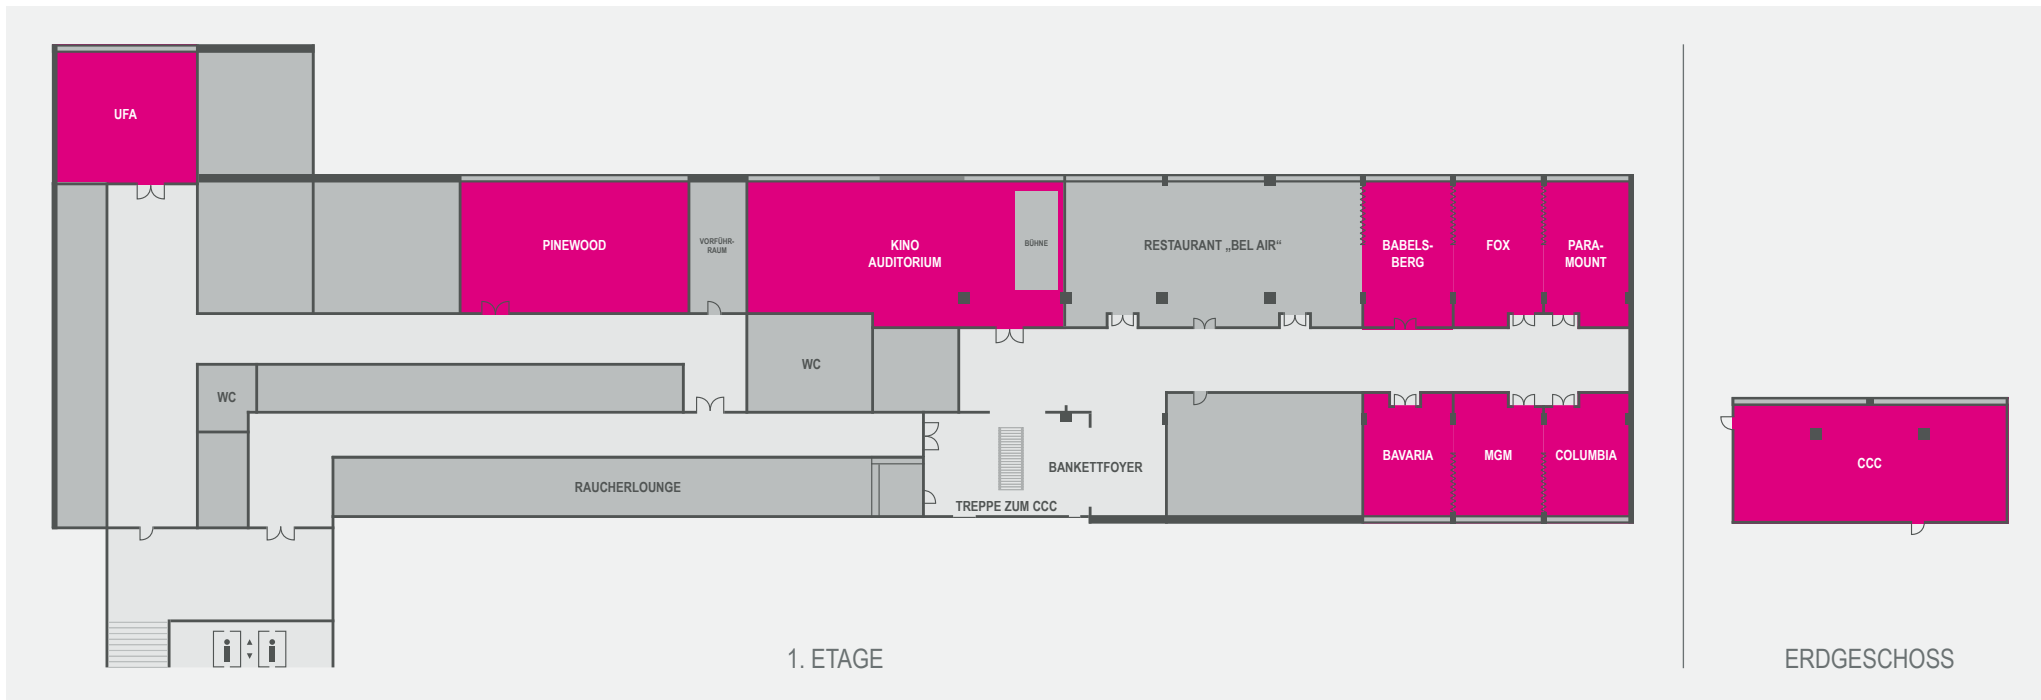 UFA
PINEWOOD
VORFÜHR-
RAUM
KINO
AUDITORIUM
BÜHNE
RESTAURANT „BEL AIR“
BABELS-
BERG
FOX
PARA-
MOUNT
WC
WC
RAUCHERLOUNGE
BANKETTFOYER
TREPPE ZUM CCC
BAVARIA
MGM
COLUMBIA
CCC
1. ETAGE
ERDGESCHOSS